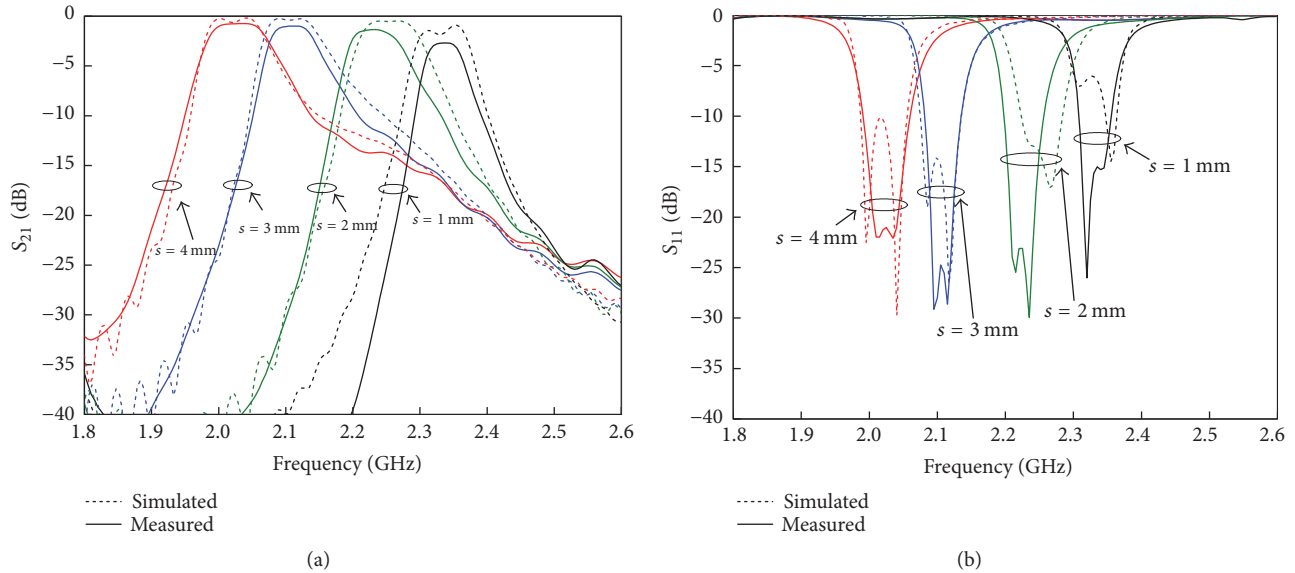 0
−5
−10
−15
−20
−25
−30
−35
−40
S21 (dB)
s = 4 mm
s = 3 mm
s = 2 mm
s = 1 mm
1.8 1.9 2.0 2.1 2.2 2.3 2.4 2.5 2.6
Frequency (GHz)
Simulated
Measured
(a)
0
−5
−10
−15
−20
−25
−30
−35
−40
S11 (dB)
s = 1 mm
s = 4 mm
s = 2 mm
s = 3 mm
1.8 1.9 2.0 2.1 2.2 2.3 2.4 2.5 2.6
Frequency (GHz)
Simulated
Measured
(b)